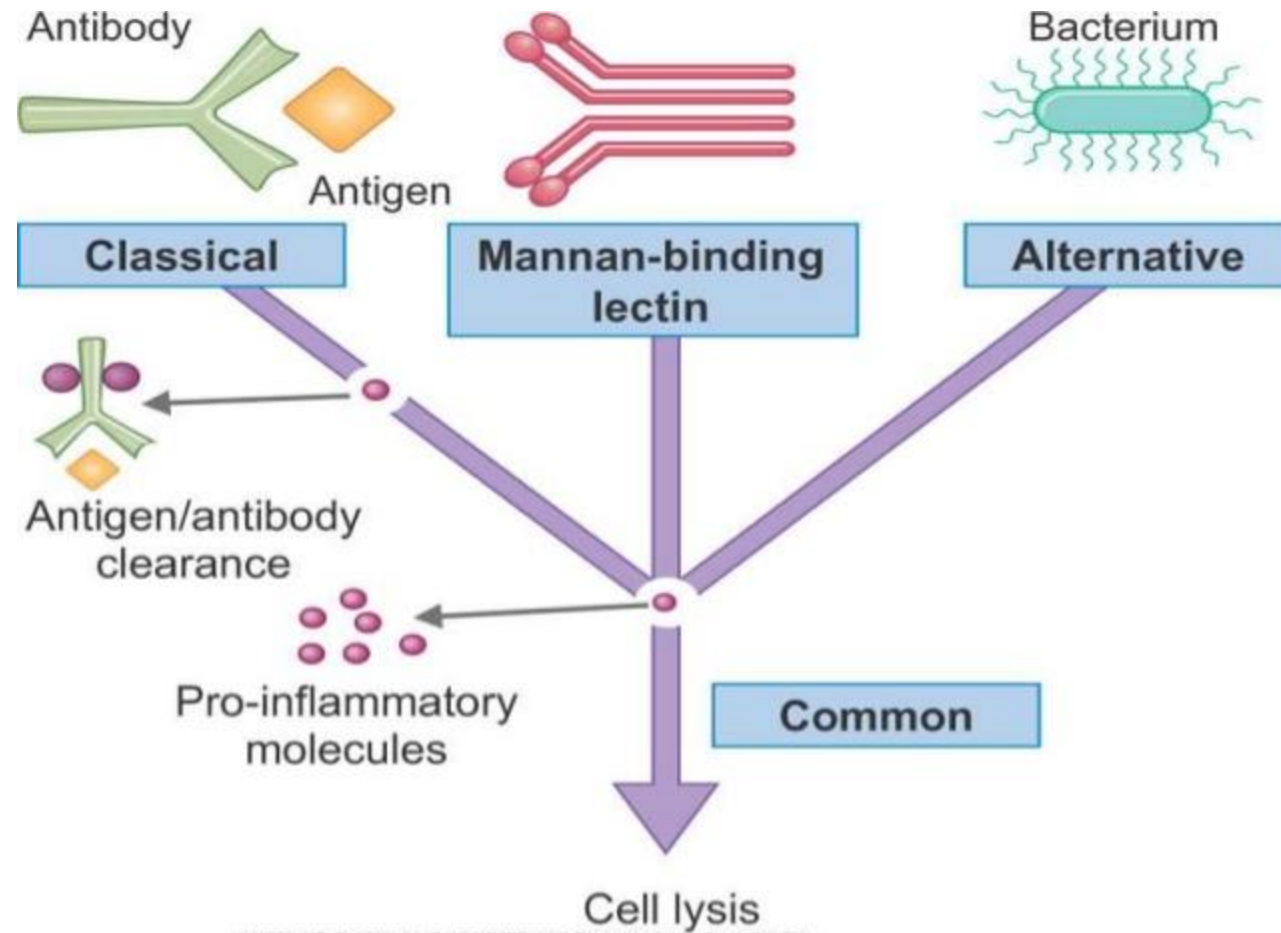 Antibody
Bacterium
Antigen
Classical
Mannan-binding
lectin
Alternative
Antigen/antibody
clearance
Pro-inflammatory
molecules
Common
Cell lysis